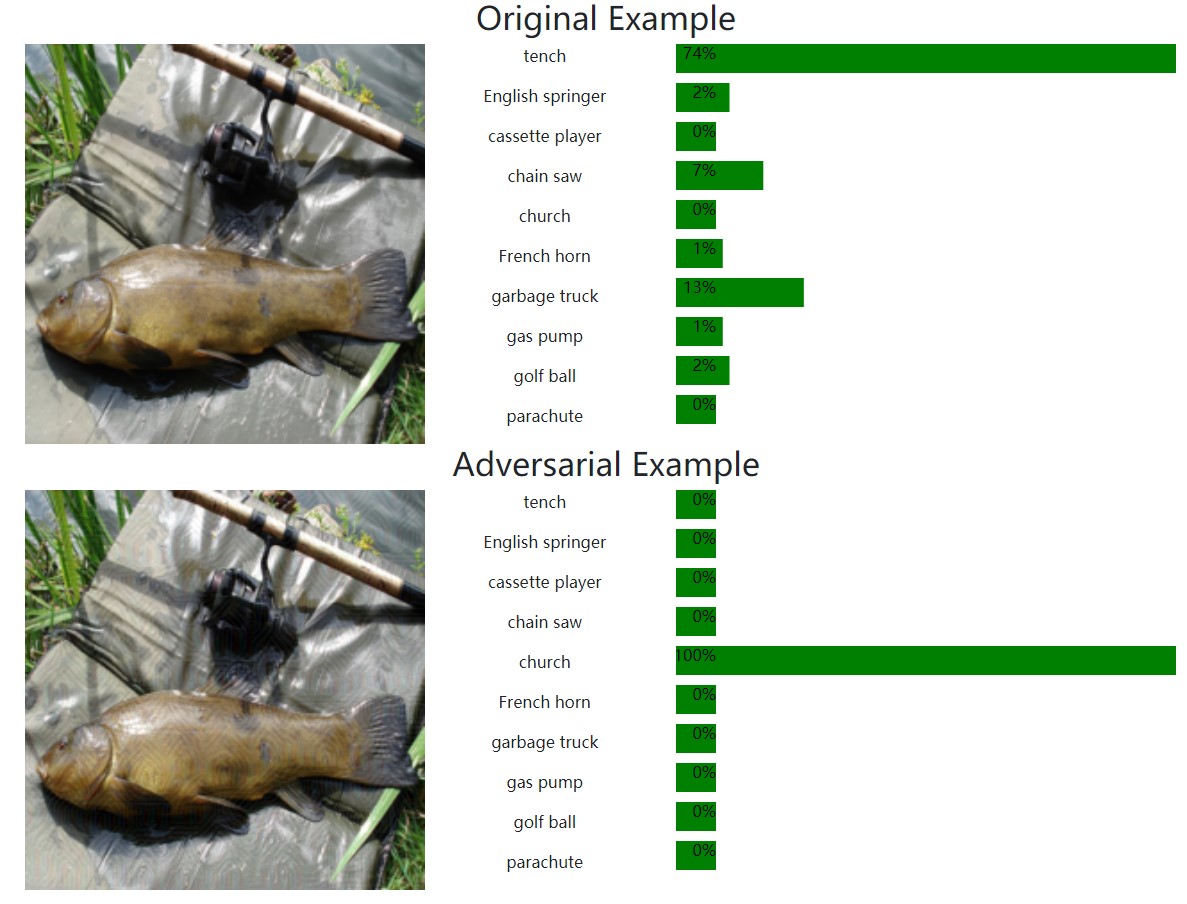 Original Example
tench 74%
English springer 2%
cassette player 0%
chain saw 7%
church 0%
French horn 1%
garbage truck 13%
gas pump 1%
golf ball 2%
parachute 0%
Adversarial Example
tench 0%
English springer 0%
cassette player 0%
chain saw 0%
church 100%
French horn 0%
garbage truck 0%
gas pump 0%
golf ball 0%
parachute 0%